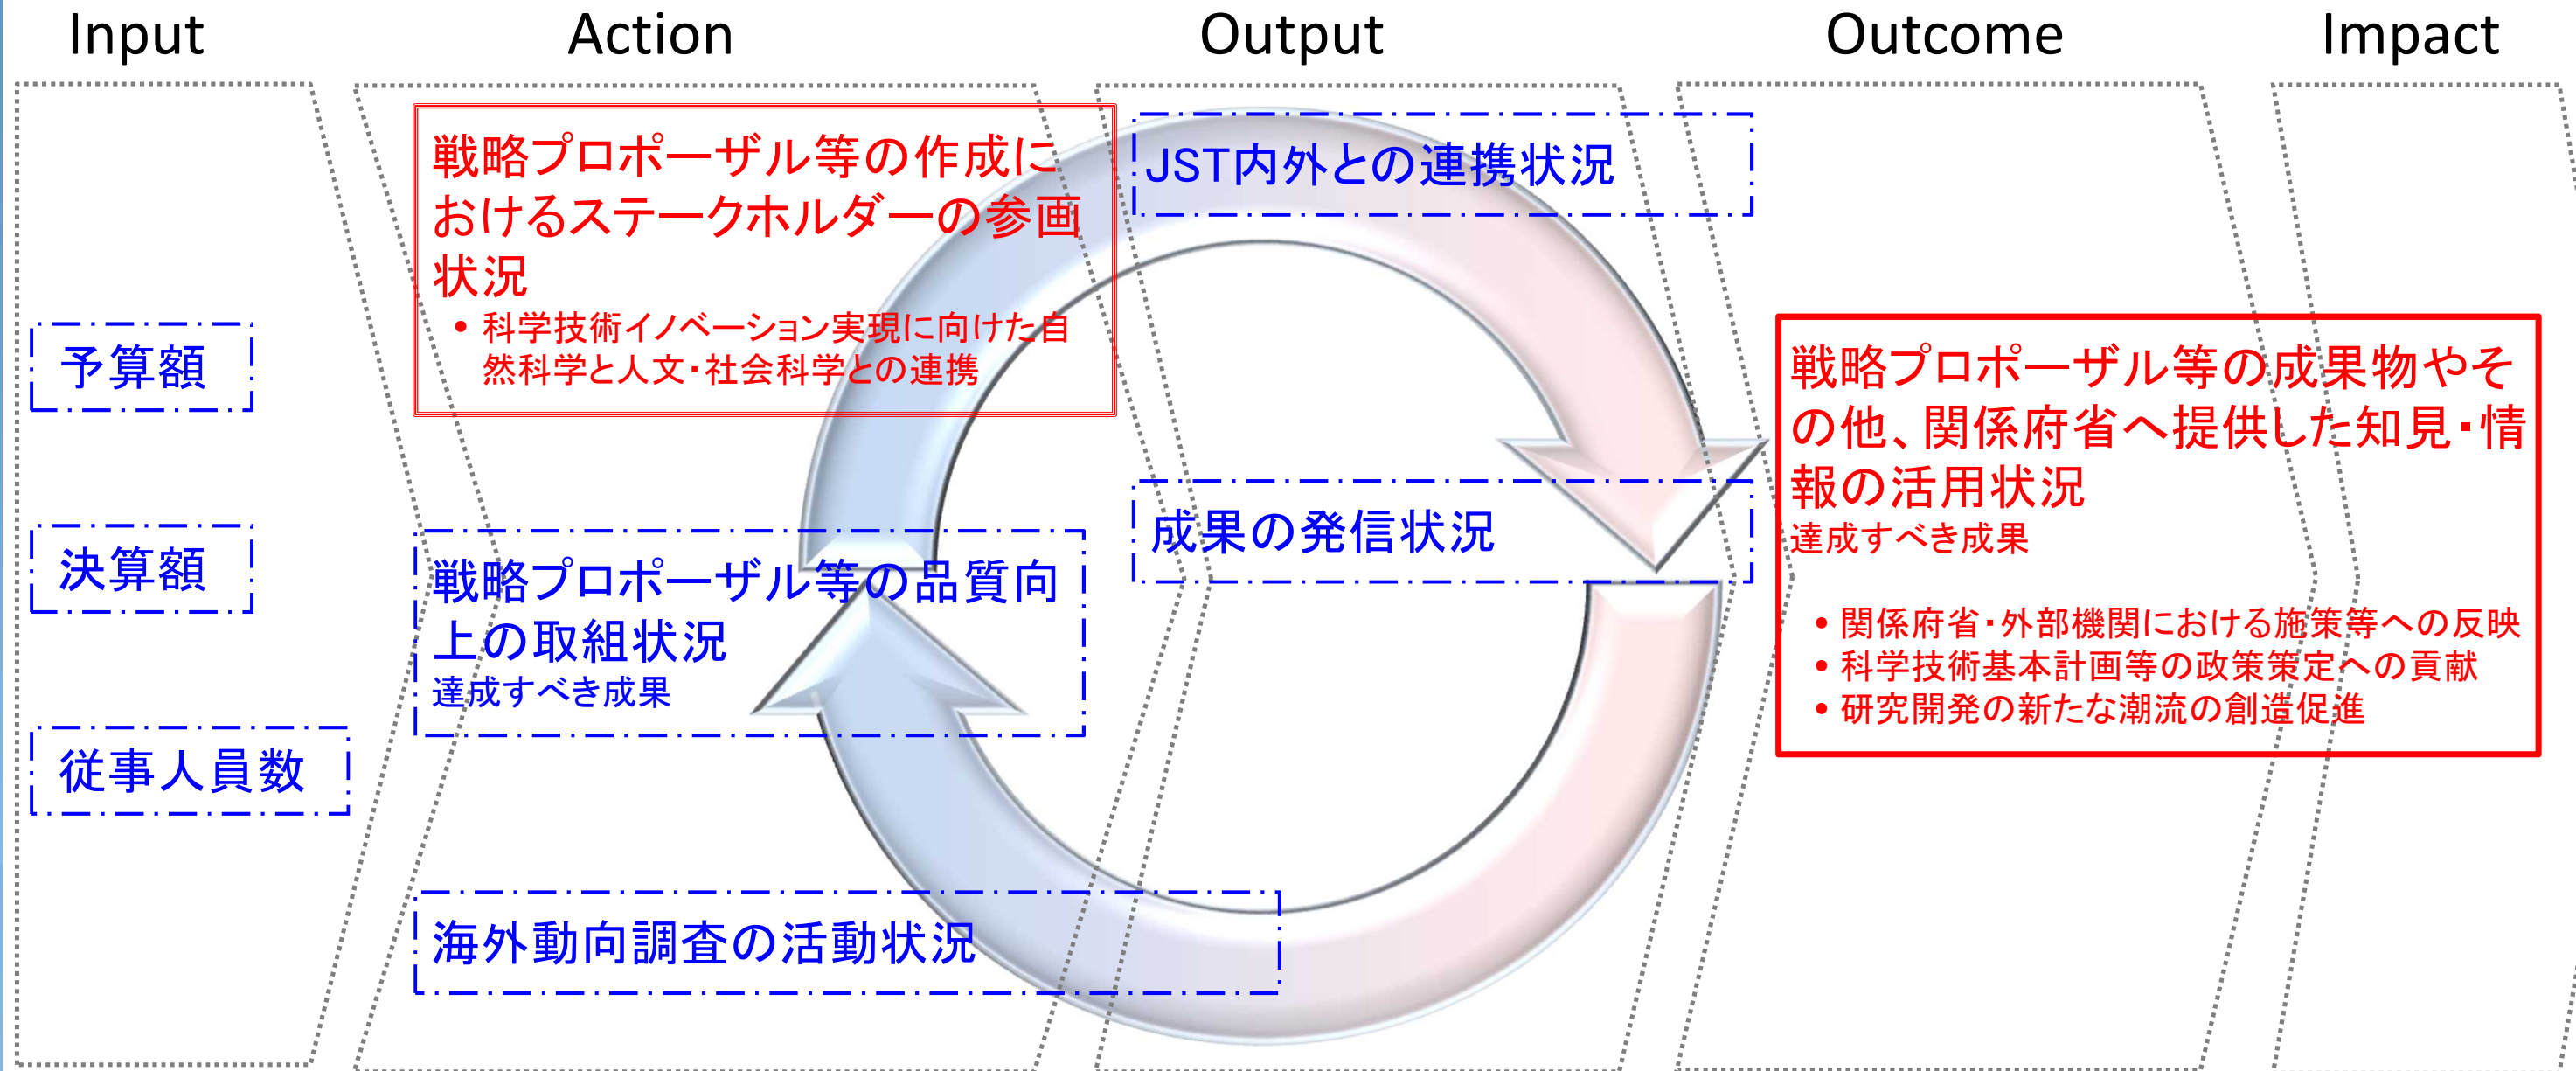 Input
Action
Output
Outcome
Impact
予算額
決算額
従事人員数
戦略プロポーザル等の作成に
おけるステークホルダーの参画
状況
• 科学技術イノベーション実現に向けた自
然科学と人文・社会科学との連携
戦略プロポーザル等の品質向
上の取組状況
達成すべき成果
海外動向調査の活動状況
JST内外との連携状況
成果の発信状況
戦略プロポーザル等の成果物やそ
の他、関係府省へ提供した知見・情
報の活用状況
達成すべき成果
• 関係府省・外部機関における施策等への反映
• 科学技術基本計画等の政策策定への貢献
• 研究開発の新たな潮流の創造促進